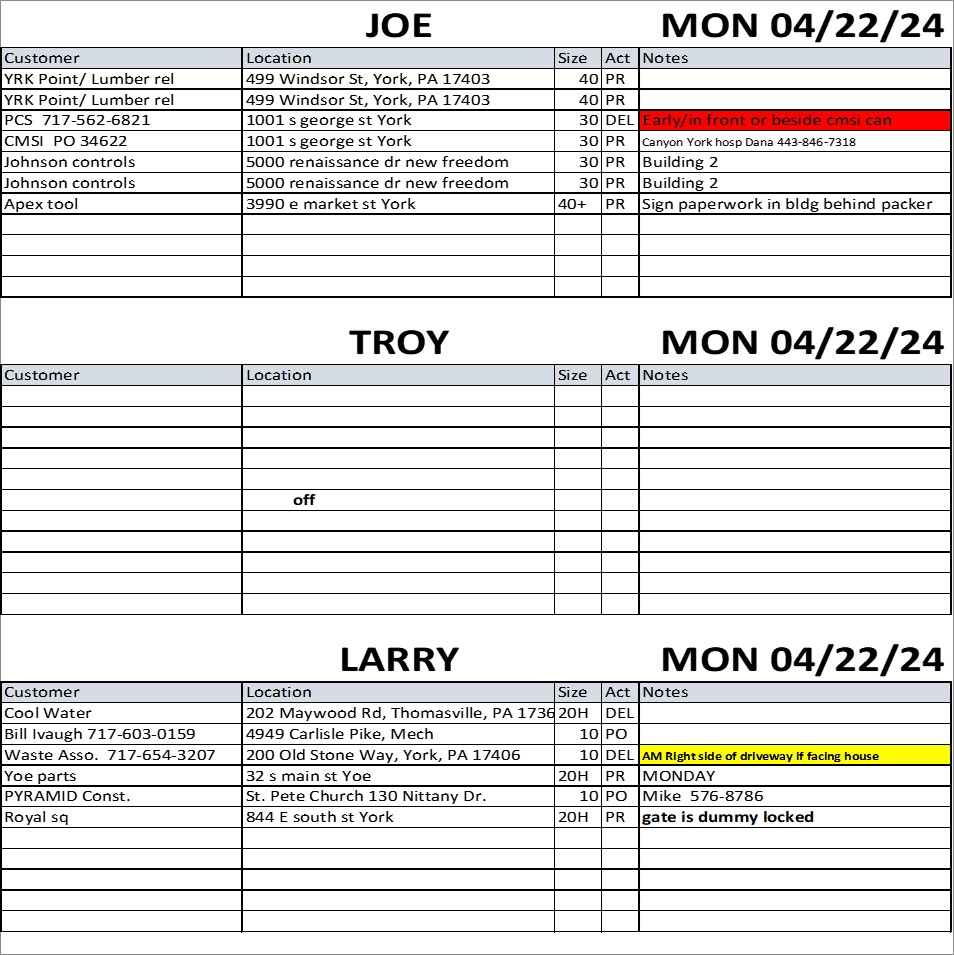 JOE MON 04/22/24
Customer Location Size Act Notes
YRK Point/ Lumber rel 499 Windsor St, York, PA 17403 40 PR
YRK Point/ Lumber rel 499 Windsor St, York, PA 17403 40 PR
PCS 717-562-6821 1001 s george st York 30 DEL Early/in front or beside cmsi can
CMSI PO 34622 1001 s george st York 30 PR Canyon York hosp Dana 443-846-7318
Johnson controls 5000 renaissance dr new freedom 30 PR Building 2
Johnson controls 5000 renaissance dr new freedom 30 PR Building 2
Apex tool 3990 e market st York 40+ PR Sign paperwork in bldg behind packer
TROY MON 04/22/24
Customer Location Size Act Notes
off
LARRY MON 04/22/24
Customer Location Size Act Notes
Cool Water 202 Maywood Rd, Thomasville, PA 1736 20H DEL
Bill Ivaugh 717-603-0159 4949 Carlisle Pike, Mech 10 PO
Waste Asso. 717-654-3207 200 Old Stone Way, York, PA 17406 10 DEL AM Right side of driveway if facing house
Yoe parts 32 s main st Yoe 20H PR MONDAY
PYRAMID Const. St. Pete Church 130 Nittany Dr. 10 PO Mike 576-8786
Royal sq 844 E south st York 20H PR gate is dummy locked